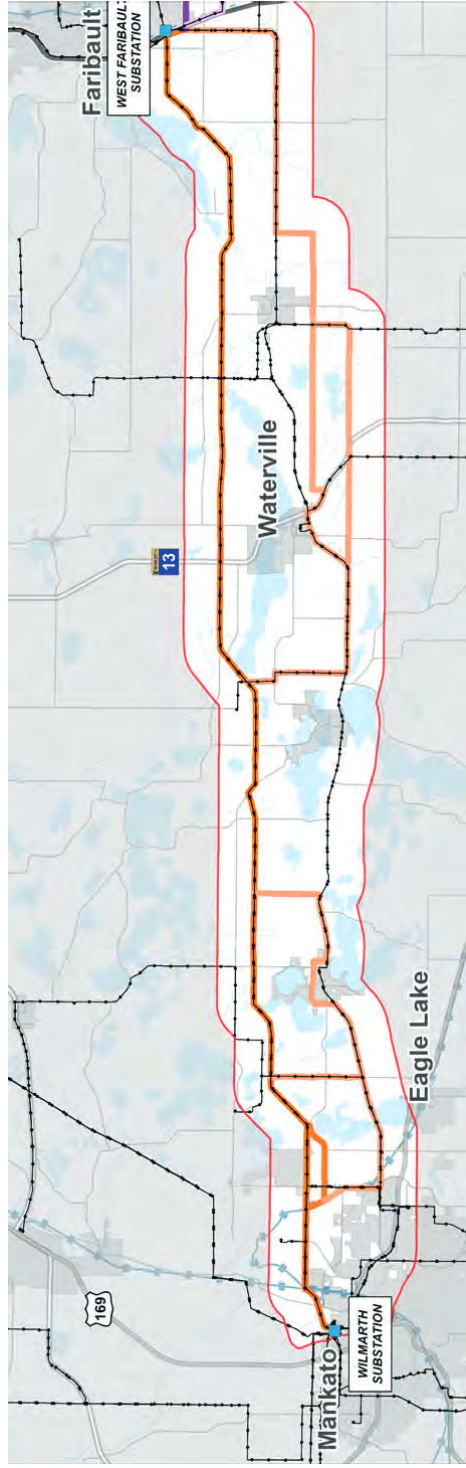 Faribault
WEST FARIBAULT
SUBSTATION
Waterville
13
Eagle Lake
169
Mankato
WILMARTH
SUBSTATION